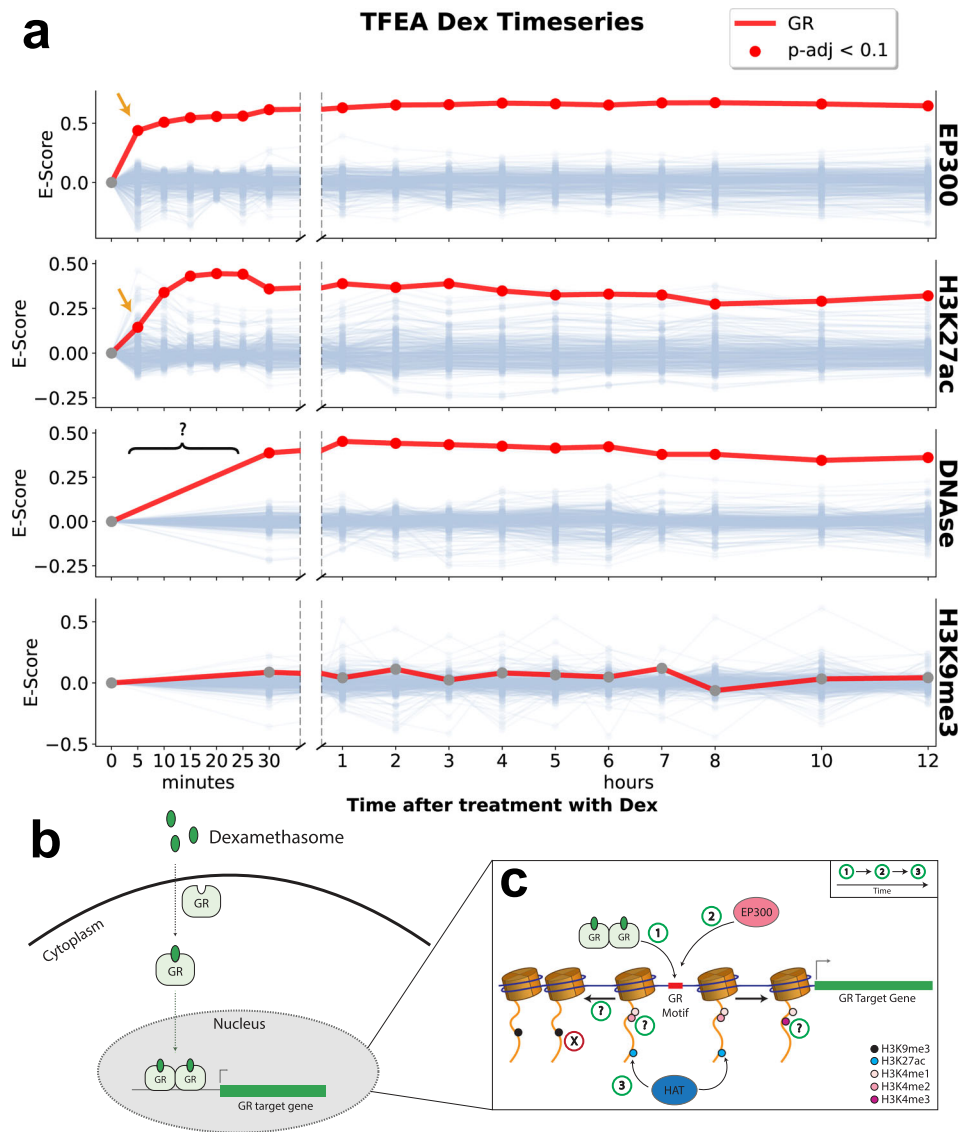 a
TFEA Dex Timeseries
GR
p-adj < 0.1
E-Score
0.5
0.0
EP300
E-Score
0.50
0.25
0.00
−0.25
H3K27ac
E-Score
0.50
0.25
0.00
−0.25
?
DNAse
E-Score
0.5
0.0
−0.5
H3K9me3
0 5 10 15 20 25 30 1 2 3 4 5 6 7 8 10 12
minutes hours
Time after treatment with Dex
b
Dexamethasome
GR
Cytoplasm
GR
Nucleus
GR GR
GR target gene
c
1 2 3
Time
EP300
2
GR GR 1
GR
Motif
GR Target Gene
? ? ?
X
3 HAT
H3K9me3
H3K27ac
H3K4me1
H3K4me2
H3K4me3